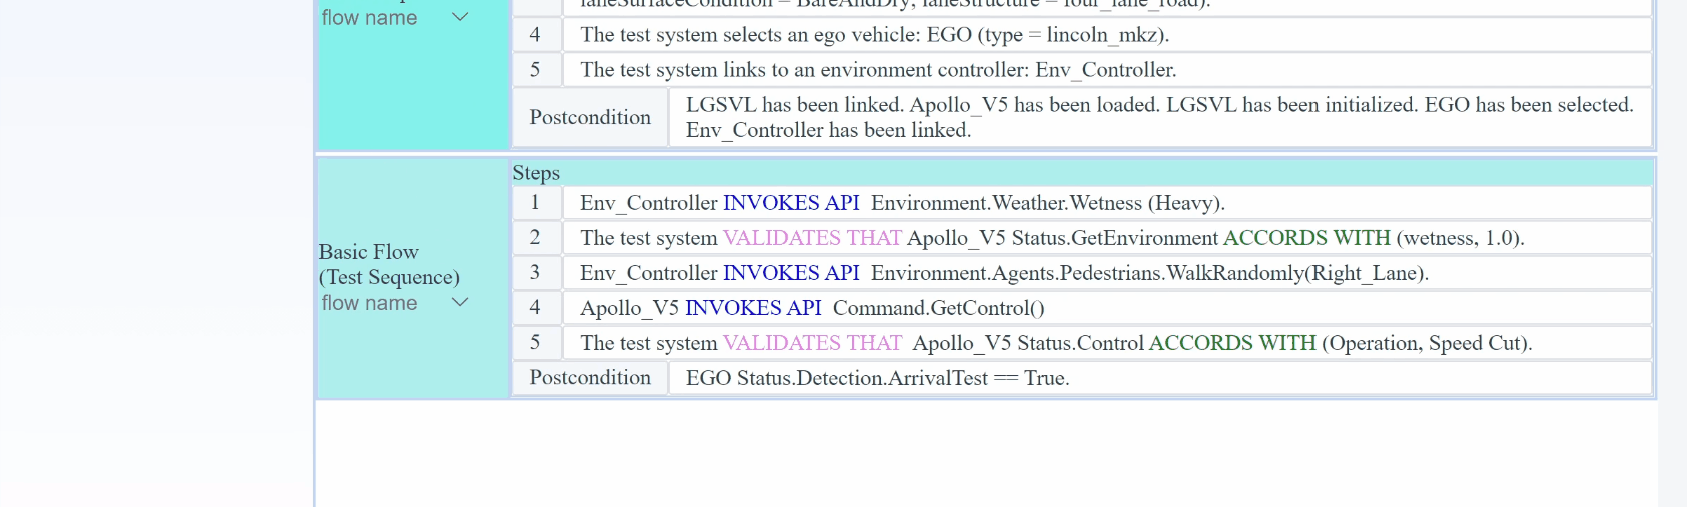 flow name
laneSurfaceCondition = BareAndDry, laneStructure = four_lane_road).
4 The test system selects an ego vehicle: EGO (type = lincoln_mkz).
5 The test system links to an environment controller: Env_Controller.
Postcondition
LGSVL has been linked. Apollo_V5 has been loaded. LGSVL has been initialized. EGO has been selected.
Env_Controller has been linked.
Basic Flow
(Test Sequence)
flow name
Steps
1 Env_Controller INVOKES API Environment.Weather.Wetness (Heavy).
2 The test system VALIDATES THAT Apollo_V5 Status.GetEnvironment ACCORDS WITH (wetness, 1.0).
3 Env_Controller INVOKES API Environment.Agents.Pedestrians.WalkRandomly(Right_Lane).
4 Apollo_V5 INVOKES API Command.GetControl()
5 The test system VALIDATES THAT Apollo_V5 Status.Control ACCORDS WITH (Operation, Speed Cut).
Postcondition EGO Status.Detection.ArrivalTest == True.